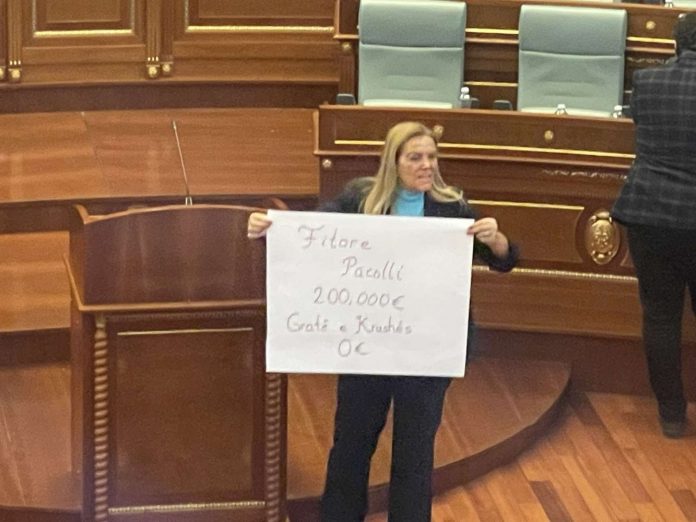 Fitore
Pacolli
200,000€
Gratë e Krushës
0€